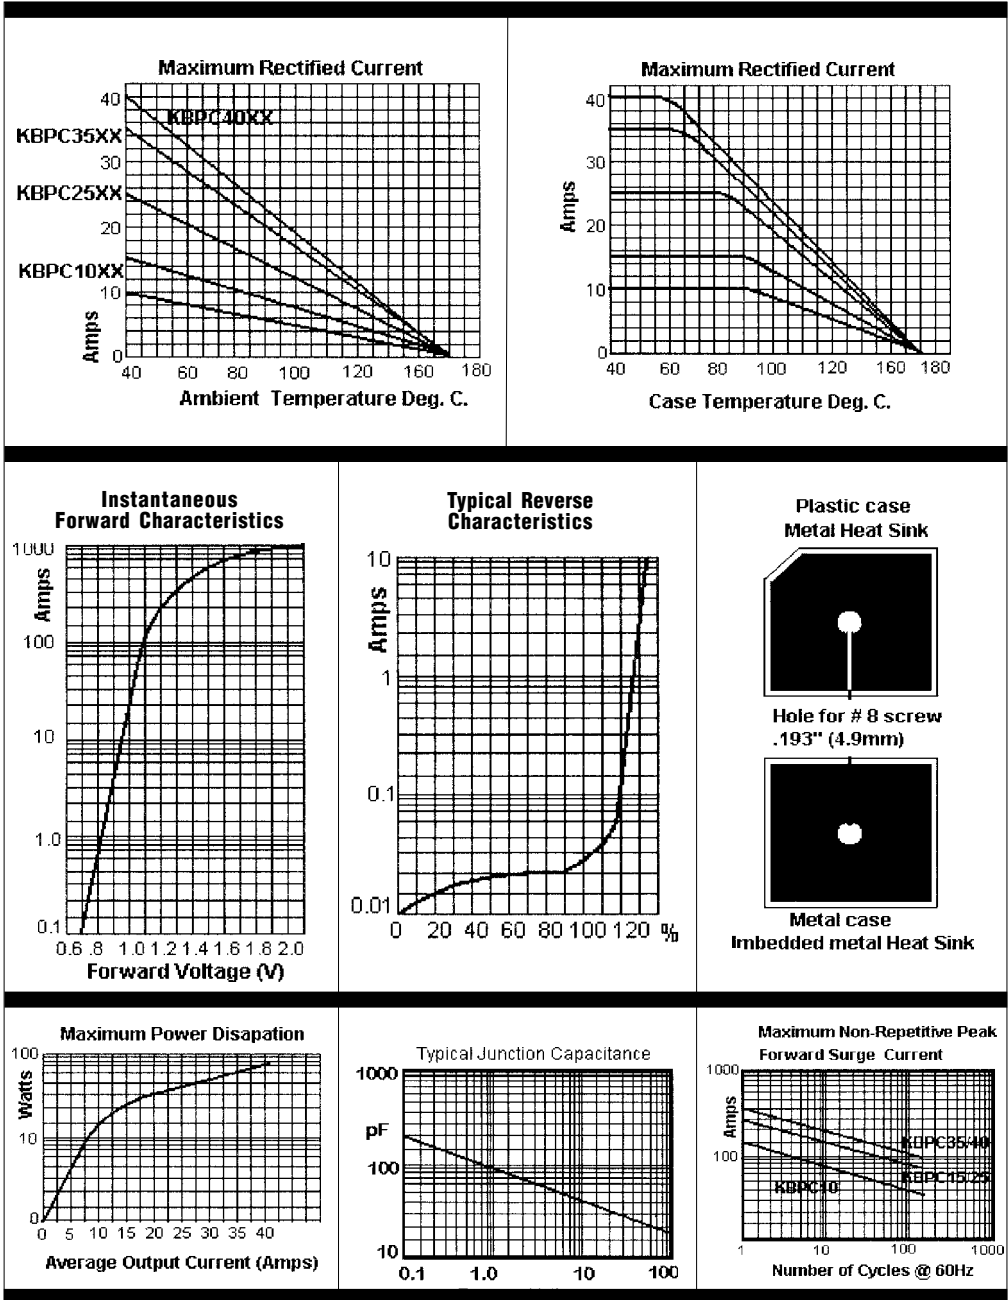 Maximum Rectified Current
40
KBPC40XX
KBPC35XX
30
KBPC25XX
20
KBPC10XX
10
Amps
0
40 60 80 100 120 160 180
Ambient Temperature Deg. C.
Maximum Rectified Current
40
30
Amps
20
10
0
40 60 80 100 120 160 180
Case Temperature Deg. C.
Instantaneous
Forward Characteristics
1000
Amps
100
10
1.0
0.1
0.6 .8 1.0 1.2 1.4 1.6 1.8 2.0
Forward Voltage (V)
Typical Reverse
Characteristics
10
Amps
1
0.1
0.01
0 20 40 60 80 100 120 %
Plastic case
Metal Heat Sink
Hole for # 8 screw
.193" (4.9mm)
Metal case
Imbedded metal Heat Sink
Maximum Power Disapation
100
Watts
10
0
0 5 10 15 20 30 35 40
Average Output Current (Amps)
Typical Junction Capacitance
1000
pF
100
10
0.1 1.0 10 100
Maximum Non-Repetitive Peak
Forward Surge Current
1000
Amps
KBPC35/40
100
KBPC15/25
KBPC10
1 10 100 1000
Number of Cycles @ 60Hz